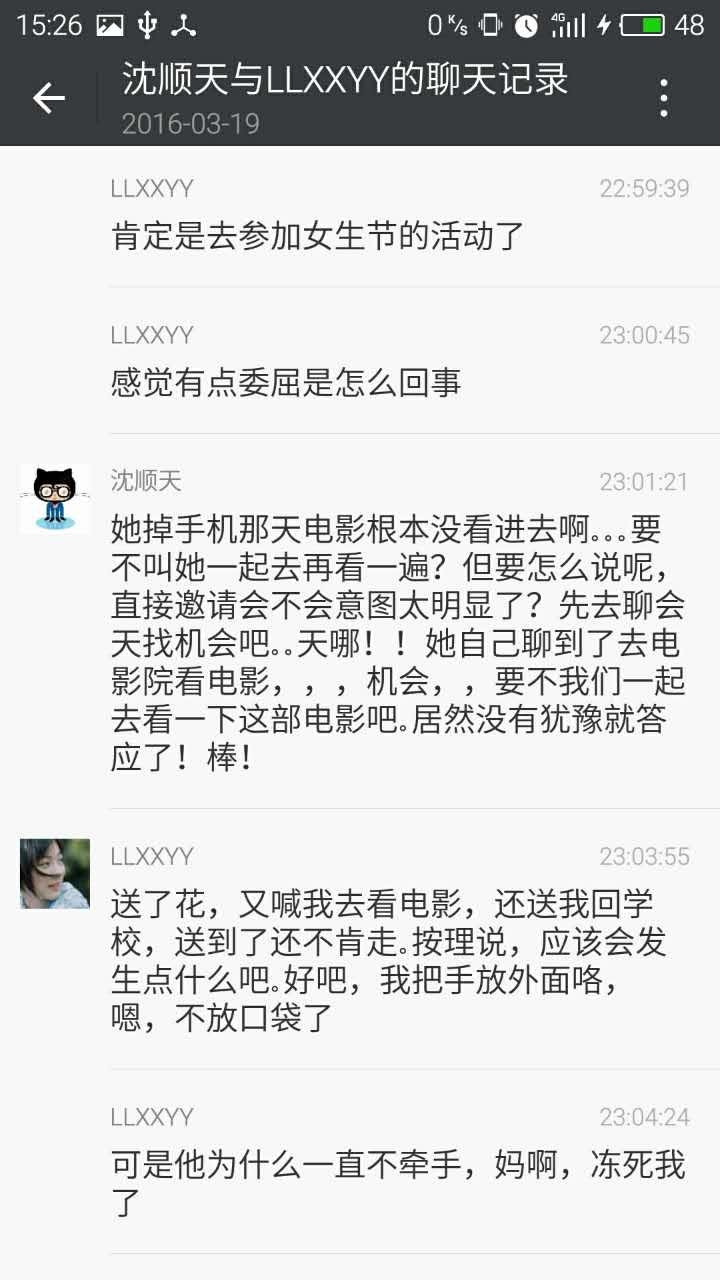 15:26
0 K/s
4G
48
沈顺天与LLXXYY的聊天记录
2016-03-19
LLXXYY
22:59:39
肯定是去参加女生节的活动了
LLXXYY
23:00:45
感觉有点委屈是怎么回事
沈顺天
23:01:21
她掉手机那天电影根本没看进去啊。。。要
不叫她一起去再看一遍？但要怎么说呢，
直接邀请会不会意图太明显了？先去聊会
天找机会吧。。天哪！！她自己聊到了去电
影院看电影，，，机会，，要不我们一起
去看一下这部电影吧。居然没有犹豫就答
应了！棒！
LLXXYY
23:03:55
送了花，又喊我去看电影，还送我回学
校，送到了还不肯走。按理说，应该会发
生点什么吧。好吧，我把手放外面咯，
嗯，不放口袋了
LLXXYY
23:04:24
可是他为什么一直不牵手，妈啊，冻死我
了